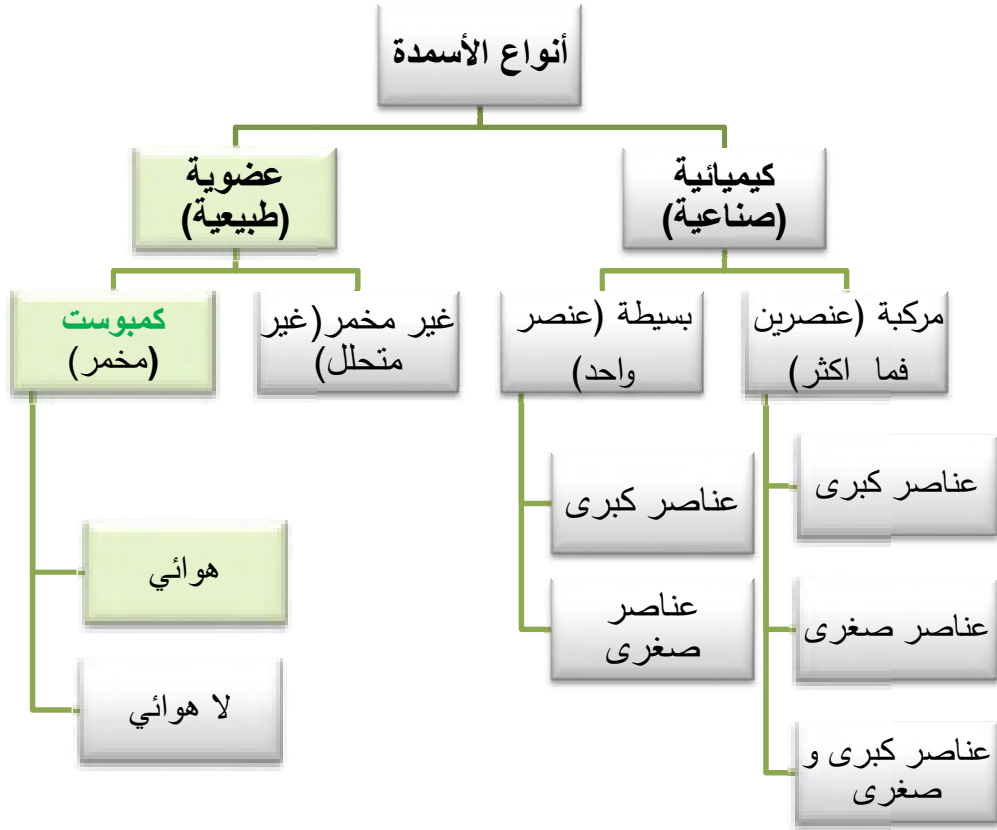 أنواع الأسمدة
كيميائية
(صناعية)
عضوية
(طبيعية)
مركبة (عنصرين
فما اكثر)
بسيطة (عنصر
واحد)
غير مخمر(غير
متحلل)
كمبوست
(مخمر)
عناصر كبرى
عناصر صغرى
عناصر كبرى و
صغرى
عناصر كبرى
عناصر
صغرى
هوائي
لا هوائي